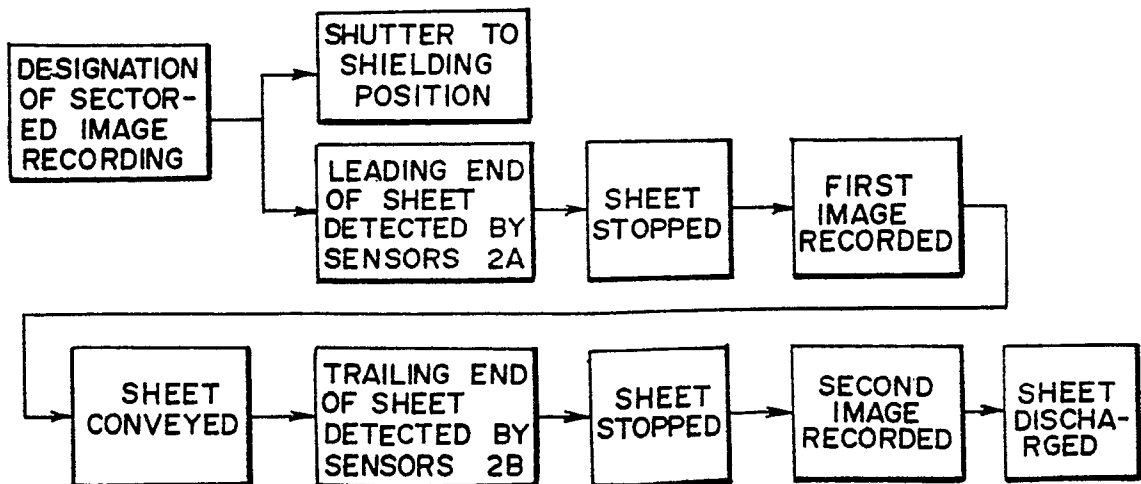 DESIGNATION
OF SECTOR-
ED IMAGE
RECORDING
SHUTTER TO
SHIELDING
POSITION
LEADING END
OF SHEET
DETECTED BY
SENSORS 2A
SHEET
STOPPED
FIRST
IMAGE
RECORDED
SHEET
CONVEYED
TRAILING END
OF SHEET
DETECTED BY
SENSORS 2B
SHEET
STOPPED
SECOND
IMAGE
RECORDED
SHEET
DISCHA-
RGED